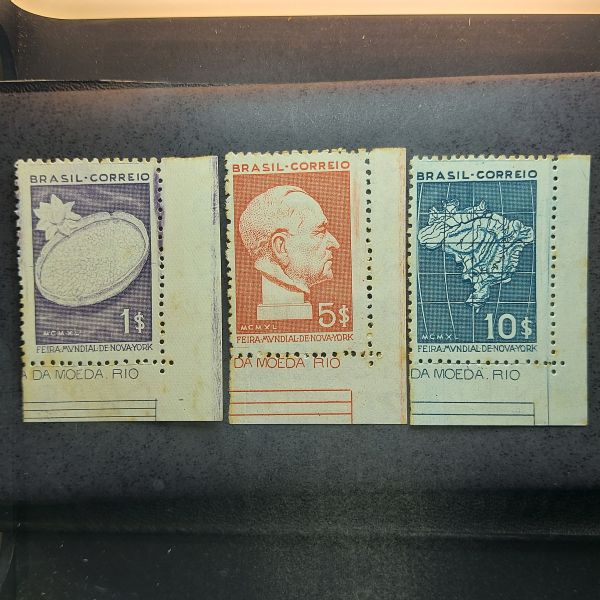 BRASIL-CORREIO
MCMXL
1$
FEIRA·MVNDIAL·DE·NOVA·YORK
A DA MOEDA. RIO
BRASIL-CORREIO
MCMXL
5$
FEIRA·MVNDIAL·DE·NOVA·YORK
DA MOEDA. RIO
BRASIL-CORREIO
MCMXL
10$
FEIRA·MVNDIAL·DE·NOVA·YORK
DA MOEDA. RIO